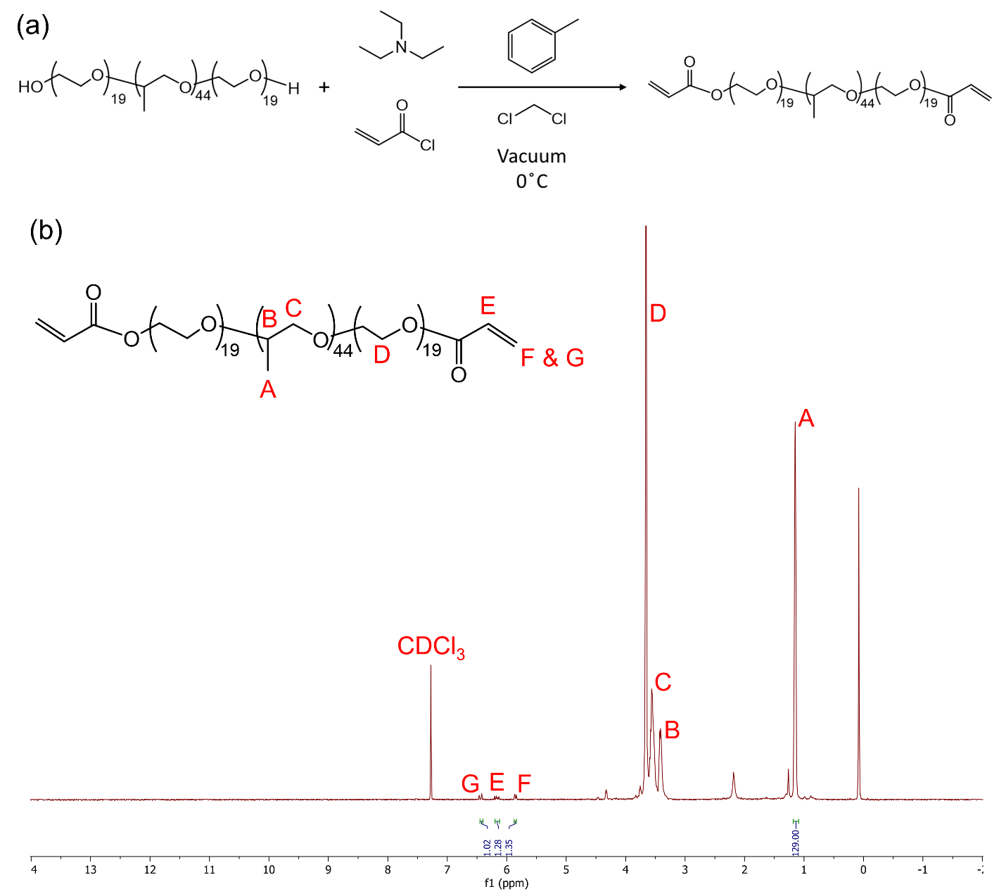 (a)
HO
O
19
O
44
O
19
H
+
N
O
Cl
Cl
Cl
Vacuum
0˚C
O
O
O
19
O
44
O
19
O
(b)
O
O
O
19
B
C
A
O
44
D
O
19
O
E
F & G
D
A
CDCl3
C
B
G
E
F
1.02
1.28
1.35
129.00
4
13
12
11
10
9
8
7
6
5
4
3
2
1
0
-1
f1 (ppm)